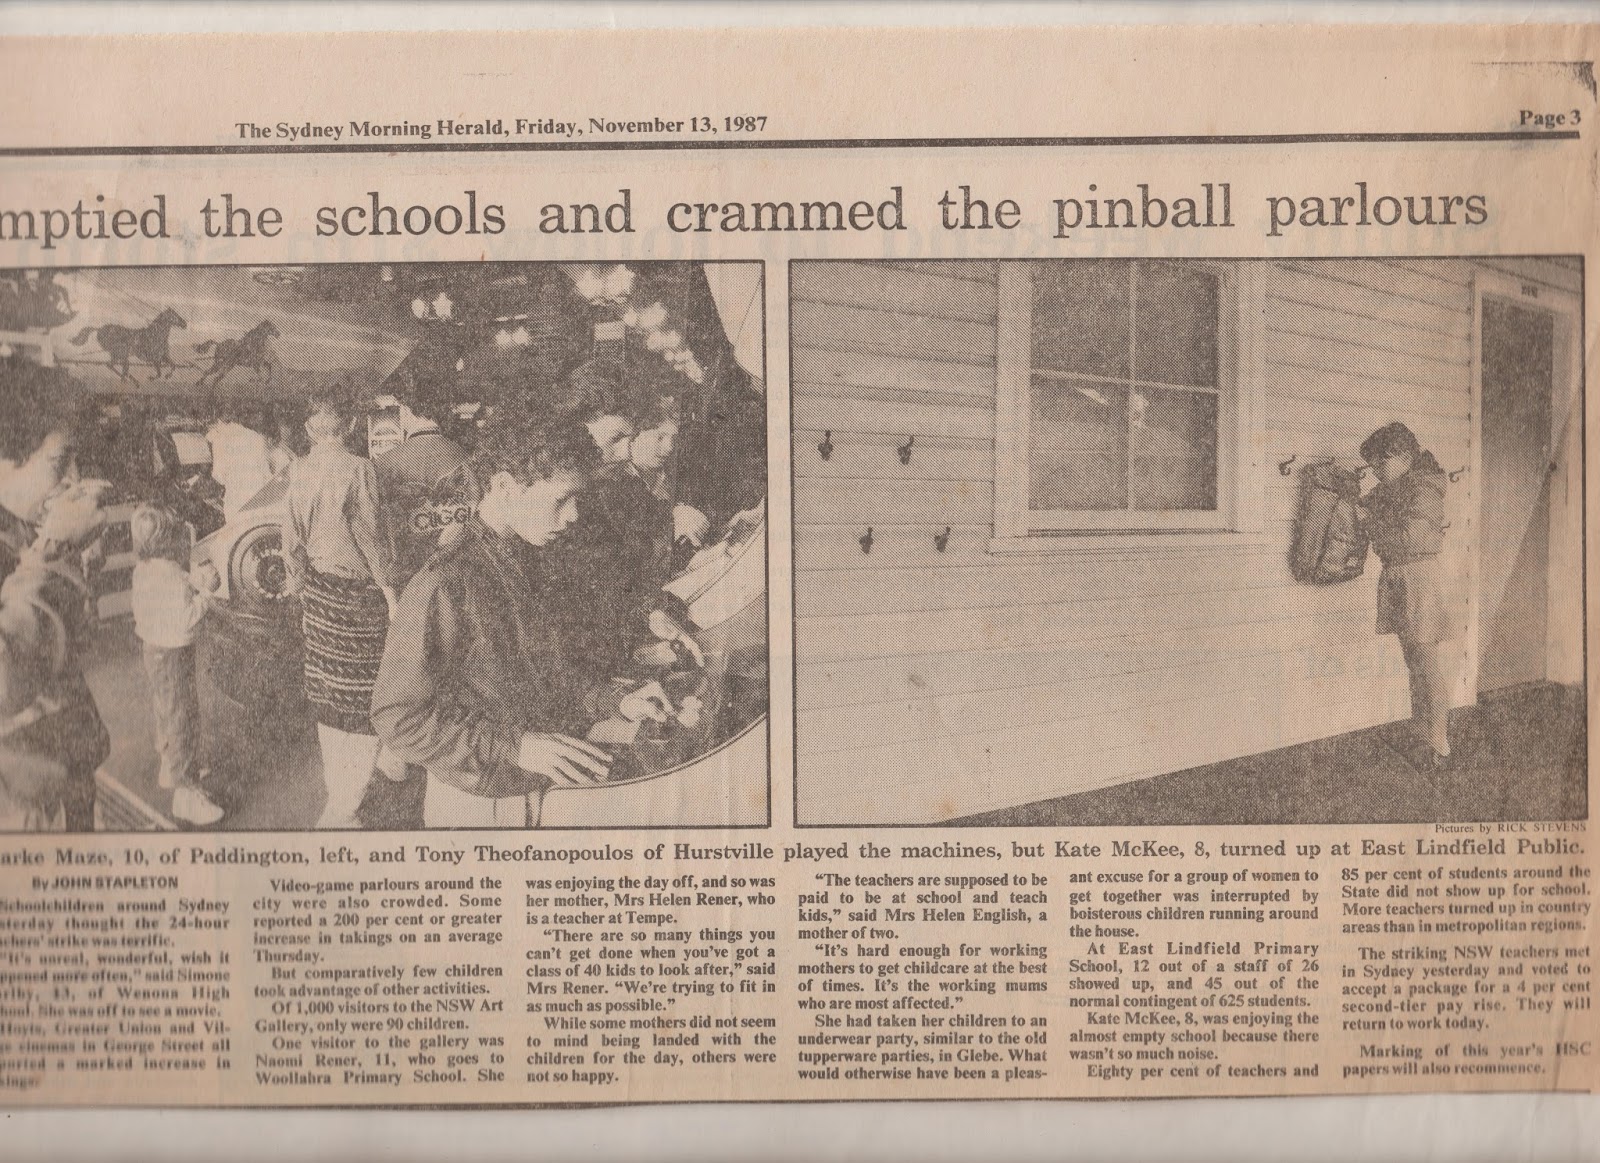 The Sydney Morning Herald, Friday, November 13, 1987
Page 3
mptied the schools and crammed the pinball parlours
PEPSI
CUGGI
Pictures by RICK STEVENS
arke Maze, 10, of Paddington, left, and Tony Theofanopoulos of Hurstville played the machines, but Kate McKee, 8, turned up at East Lindfield Public.
By JOHN STAPLETON
Schoolchildren around Sydney
sterday thought the 24-hour
achers' strike was terrific.
"It's unreal, wonderful, wish it
ppened more often," said Simone
13, of Wenona High
hool. She was off to see a movie.
Hoyts, Greater Union and Vil-
ge cinemas in George Street all
ported a marked increase in
kings.
Video-game parlours around the
city were also crowded. Some
reported a 200 per cent or greater
increase in takings on an average
Thursday.
But comparatively few children
took advantage of other activities.
Of 1,000 visitors to the NSW Art
Gallery, only were 90 children.
One visitor to the gallery was
Naomi Rener, 11, who goes to
Woollahra Primary School. She
was enjoying the day off, and so was
her mother, Mrs Helen Rener, who
is a teacher at Tempe.
"There are so many things you
can't get done when you've got a
class of 40 kids to look after," said
Mrs Rener. "We're trying to fit in
as much as possible."
While some mothers did not seem
to mind being landed with the
children for the day, others were
not so happy.
"The teachers are supposed to be
paid to be at school and teach
kids," said Mrs Helen English, a
mother of two.
"It's hard enough for working
mothers to get childcare at the best
of times. It's the working mums
who are most affected."
She had taken her children to an
underwear party, similar to the old
tupperware parties, in Glebe. What
would otherwise have been a pleas-
ant excuse for a group of women to
get together was interrupted by
boisterous children running around
the house.
At East Lindfield Primary
School, 12 out of a staff of 26
showed up, and 45 out of the
normal contingent of 625 students.
Kate McKee, 8, was enjoying the
almost empty school because there
wasn't so much noise.
Eighty per cent of teachers and
85 per cent of students around the
State did not show up for school.
More teachers turned up in country
areas than in metropolitan regions.
The striking NSW teachers met
in Sydney yesterday and voted to
accept a package for a 4 per cent
second-tier pay rise. They will
return to work today.
Marking of this year's HSC
papers will also recommence.